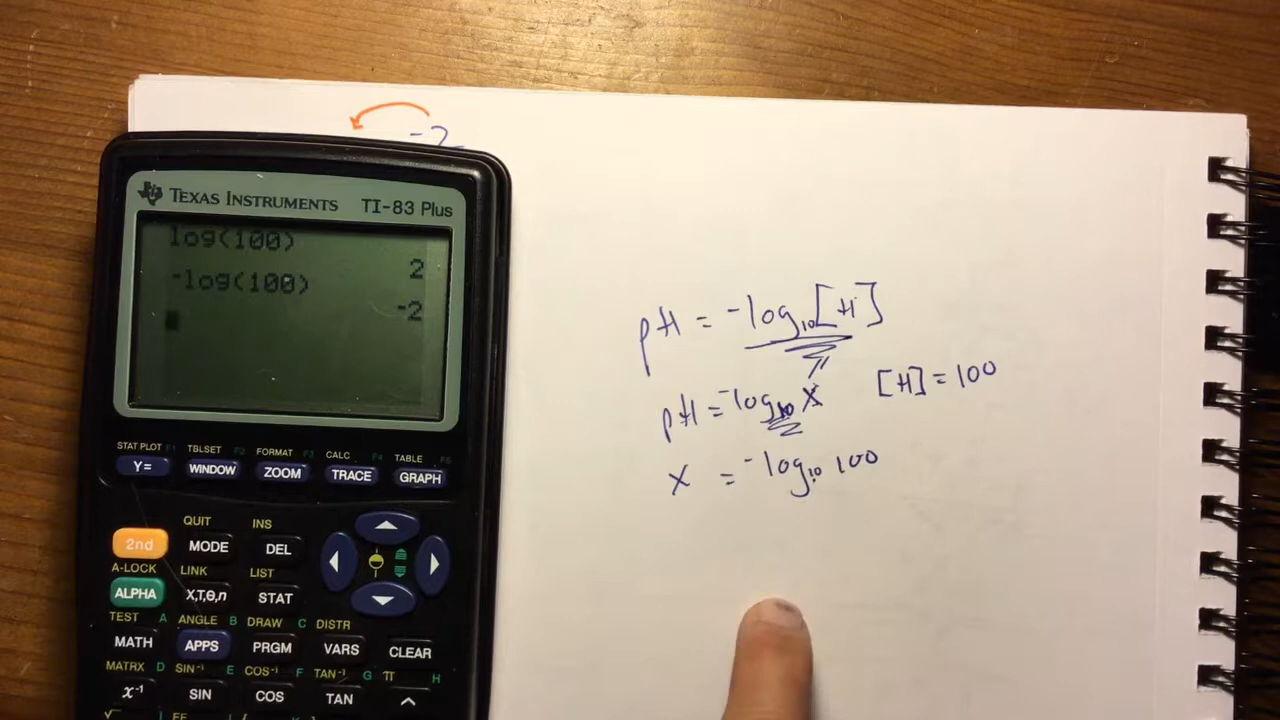 -2
TEXAS INSTRUMENTS TI-83 Plus
log(100)
2
-log(100)
-2
STAT PLOT F1 TBLSET F2 FORMAT F3 CALC F4 TABLE F5
Y= WINDOW ZOOM TRACE GRAPH
QUIT INS
2nd MODE DEL
A-LOCK LINK LIST
ALPHA X,T,Θ,n STAT
TEST A ANGLE B DRAW C DISTR
MATH APPS PRGM VARS CLEAR
MATRX D SIN⁻¹ E COS⁻¹ F TAN⁻¹ G π H
x⁻¹ SIN COS TAN ^
√ EE {
pH = -log₁₀[H]
pH = -log₁₀ X [H] = 100
X = -log₁₀ 100